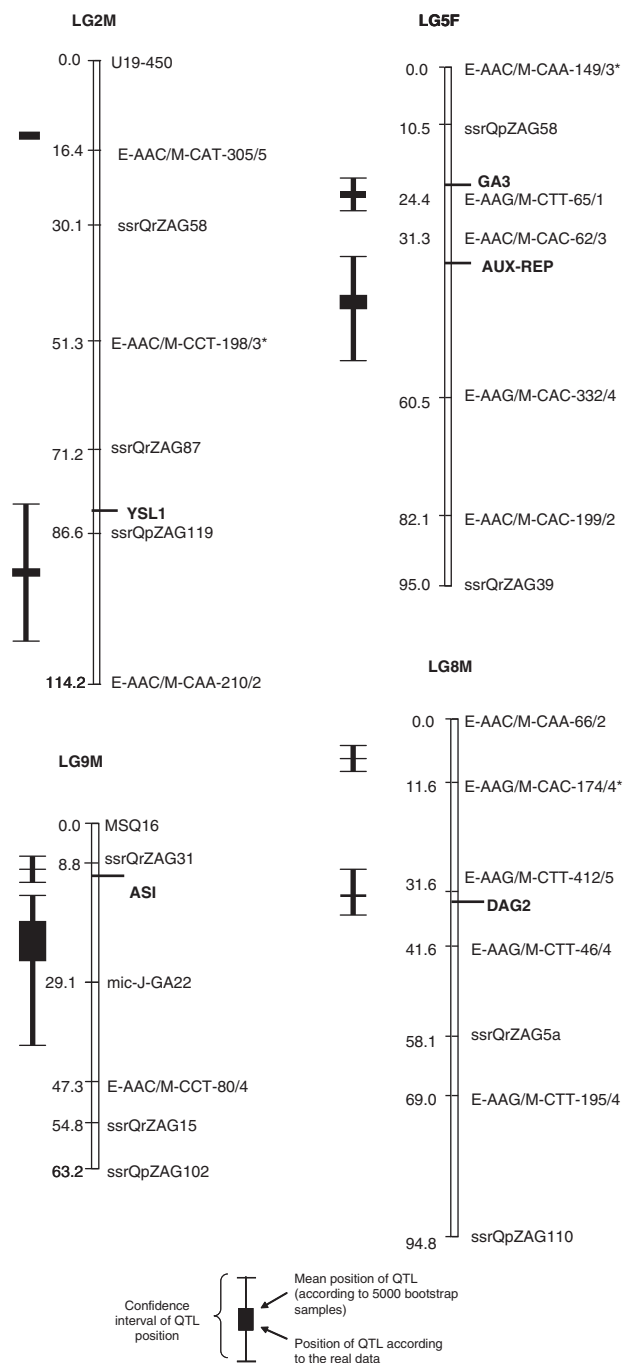 LG2M
0.0 U19-450
16.4 E-AAC/M-CAT-305/5
30.1 ssrQrZAG58
51.3 E-AAC/M-CCT-198/3*
71.2 ssrQrZAG87
YSL1
86.6 ssrQpZAG119
114.2 E-AAC/M-CAA-210/2
LG5F
0.0 E-AAC/M-CAA-149/3*
10.5 ssrQpZAG58
GA3
24.4 E-AAG/M-CTT-65/1
31.3 E-AAC/M-CAC-62/3
AUX-REP
60.5 E-AAG/M-CAC-332/4
82.1 E-AAC/M-CAC-199/2
95.0 ssrQrZAG39
LG9M
0.0 MSQ16
8.8 ssrQrZAG31
ASI
29.1 mic-J-GA22
47.3 E-AAC/M-CCT-80/4
54.8 ssrQrZAG15
63.2 ssrQpZAG102
LG8M
0.0 E-AAC/M-CAA-66/2
11.6 E-AAG/M-CAC-174/4*
31.6 E-AAG/M-CTT-412/5
DAG2
41.6 E-AAG/M-CTT-46/4
58.1 ssrQrZAG5a
69.0 E-AAG/M-CTT-195/4
94.8 ssrQpZAG110
Confidence
interval of QTL
position
Mean position of QTL
(according to 5000 bootstrap
samples)
Position of QTL according
to the real data